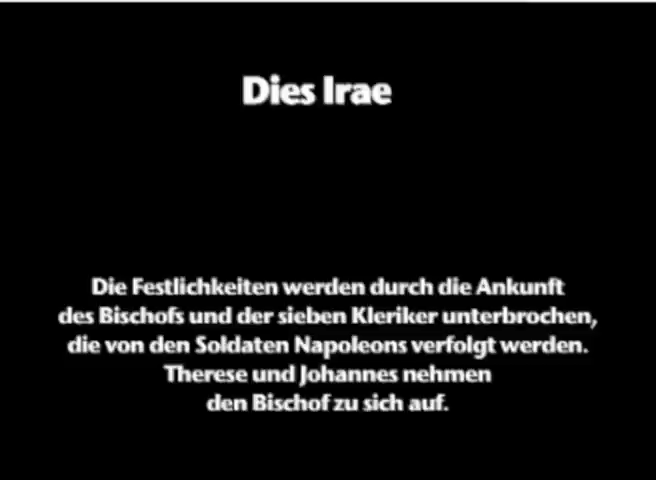 Dies Irae
Die Festlichkeiten werden durch die Ankunft
des Bischofs und der sieben Kleriker unterbrochen,
die von den Soldaten Napoleons verfolgt werden.
Therese und Johannes nehmen
den Bischof zu sich auf.